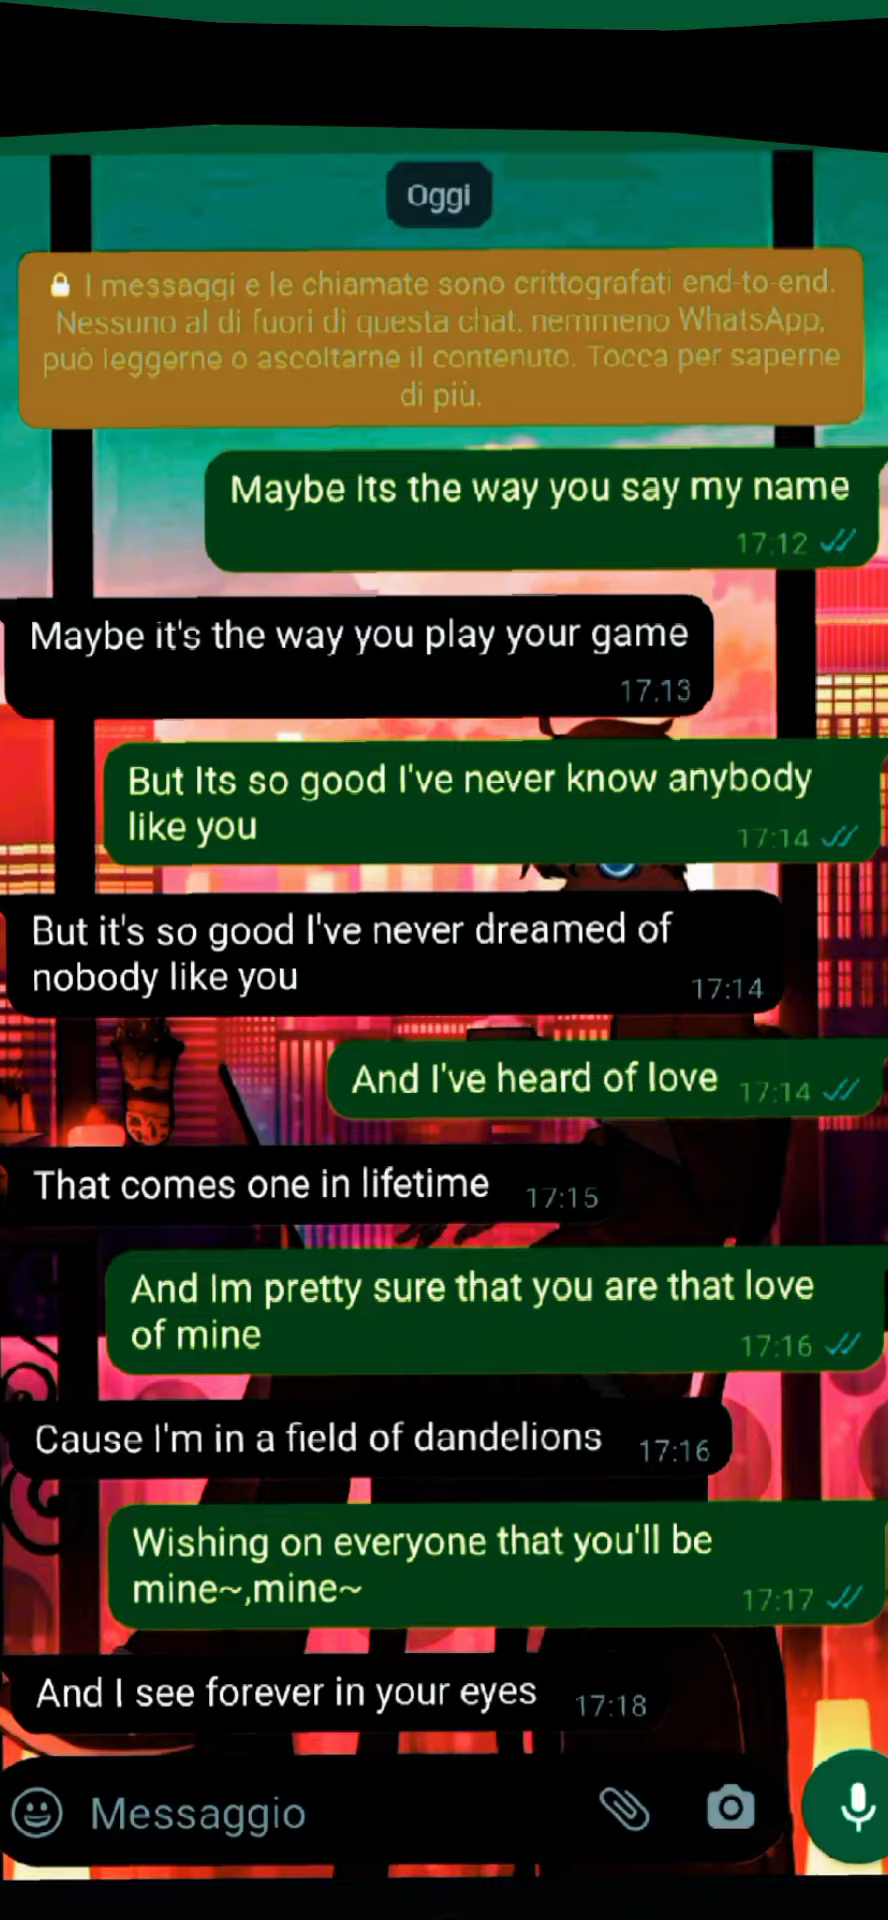 Oggi
I messaggi e le chiamate sono crittografati end-to-end.
Nessuno al di fuori di questa chat, nemmeno WhatsApp,
può leggerne o ascoltarne il contenuto. Tocca per saperne
di più.
Maybe Its the way you say my name
17:12
Maybe it's the way you play your game
17.13
But Its so good I've never know anybody
like you 17:14
But it's so good I've never dreamed of
nobody like you 17:14
And I've heard of love 17:14
That comes one in lifetime 17:15
And Im pretty sure that you are that love
of mine 17:16
Cause I'm in a field of dandelions 17:16
Wishing on everyone that you'll be
mine~,mine~ 17:17
And I see forever in your eyes 17:18
Messaggio